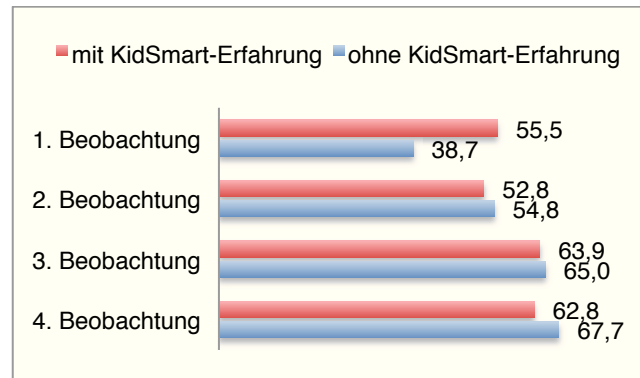 mit KidSmart-Erfahrung ohne KidSmart-Erfahrung
1. Beobachtung 55,5
38,7
2. Beobachtung 52,8
54,8
3. Beobachtung 63,9
65,0
4. Beobachtung 62,8
67,7